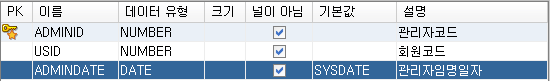 PK 이름 데이터 유형 크기 널이 아님 기본값 설명
ADMINID NUMBER 관리자코드
USID NUMBER 회원코드
ADMINDATE DATE SYSDATE 관리자임명일자